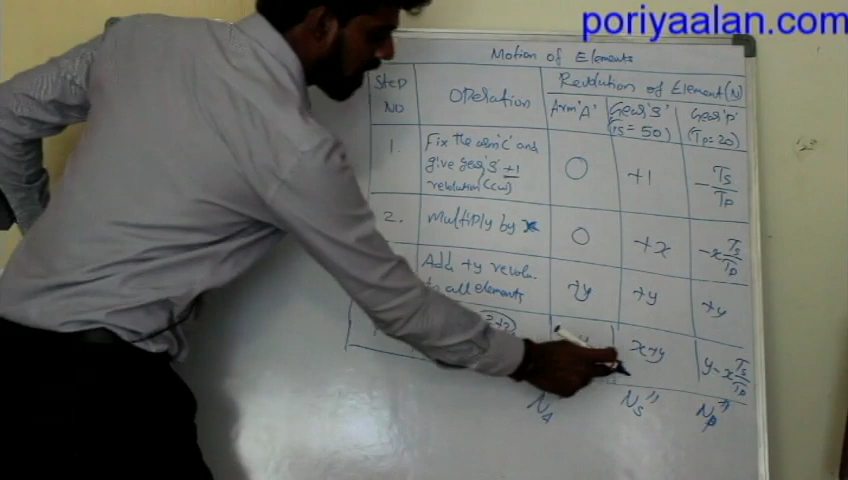 poriyaalan.com
Motion of Elements
Step
No
Operation
Revolution of Element (N)
Arm 'A'
Gear 'S'
(Ts = 50)
Gear 'P'
(Tp = 20)
1.
Fix the arm 'C' and
give gear 'S' +1
revolution (cw)
0
+1
- Ts/Tp
2.
Multiply by x
0
+x
-x Ts/Tp
Add +y revolu.
to all elements
+y
+y
+y
x+y
y - x Ts/Tp
NA
Ns"
Np"